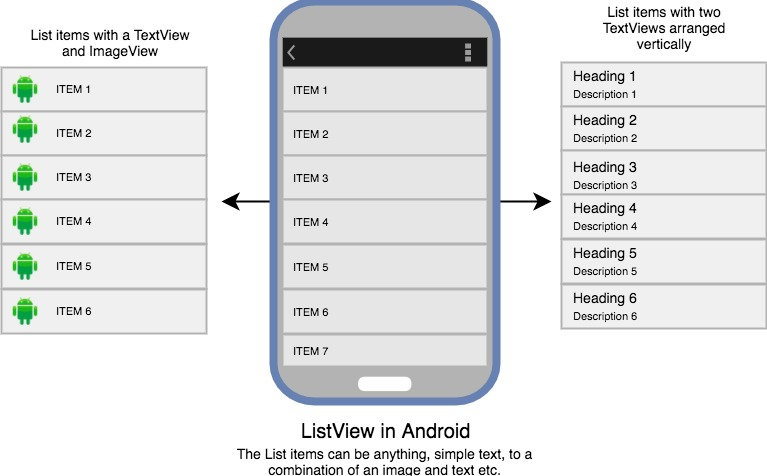 List items with a TextView
and ImageView
ITEM 1
ITEM 2
ITEM 3
ITEM 4
ITEM 5
ITEM 6
ITEM 1
ITEM 2
ITEM 3
ITEM 4
ITEM 5
ITEM 6
ITEM 7
List items with two
TextViews arranged
vertically
Heading 1
Description 1
Heading 2
Description 2
Heading 3
Description 3
Heading 4
Description 4
Heading 5
Description 5
Heading 6
Description 6
ListView in Android
The List items can be anything, simple text, to a
combination of an image and text etc.